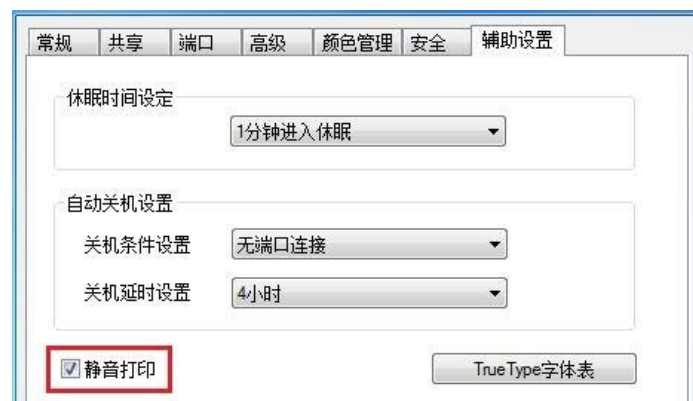 常规 共享 端口 高级 颜色管理 安全 辅助设置
休眠时间设定
1分钟进入休眠
自动关机设置
关机条件设置 无端口连接
关机延时设置 4小时
静音打印 TrueType字体表